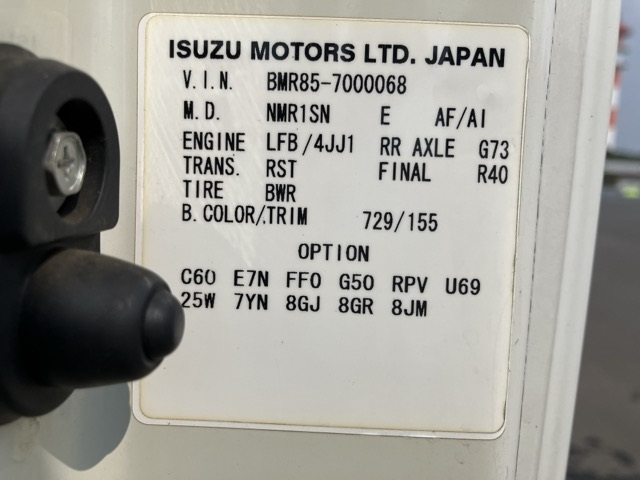 ISUZU MOTORS LTD. JAPAN
V.I.N. BMR85-7000068
M.D. NMR1SN E AF/AI
ENGINE LFB/4JJ1 RR AXLE G73
TRANS. RST FINAL R40
TIRE BWR
B.COLOR/TRIM 729/155
OPTION
C60 E7N FF0 G50 RPV U69
25W 7YN 8GJ 8GR 8JM